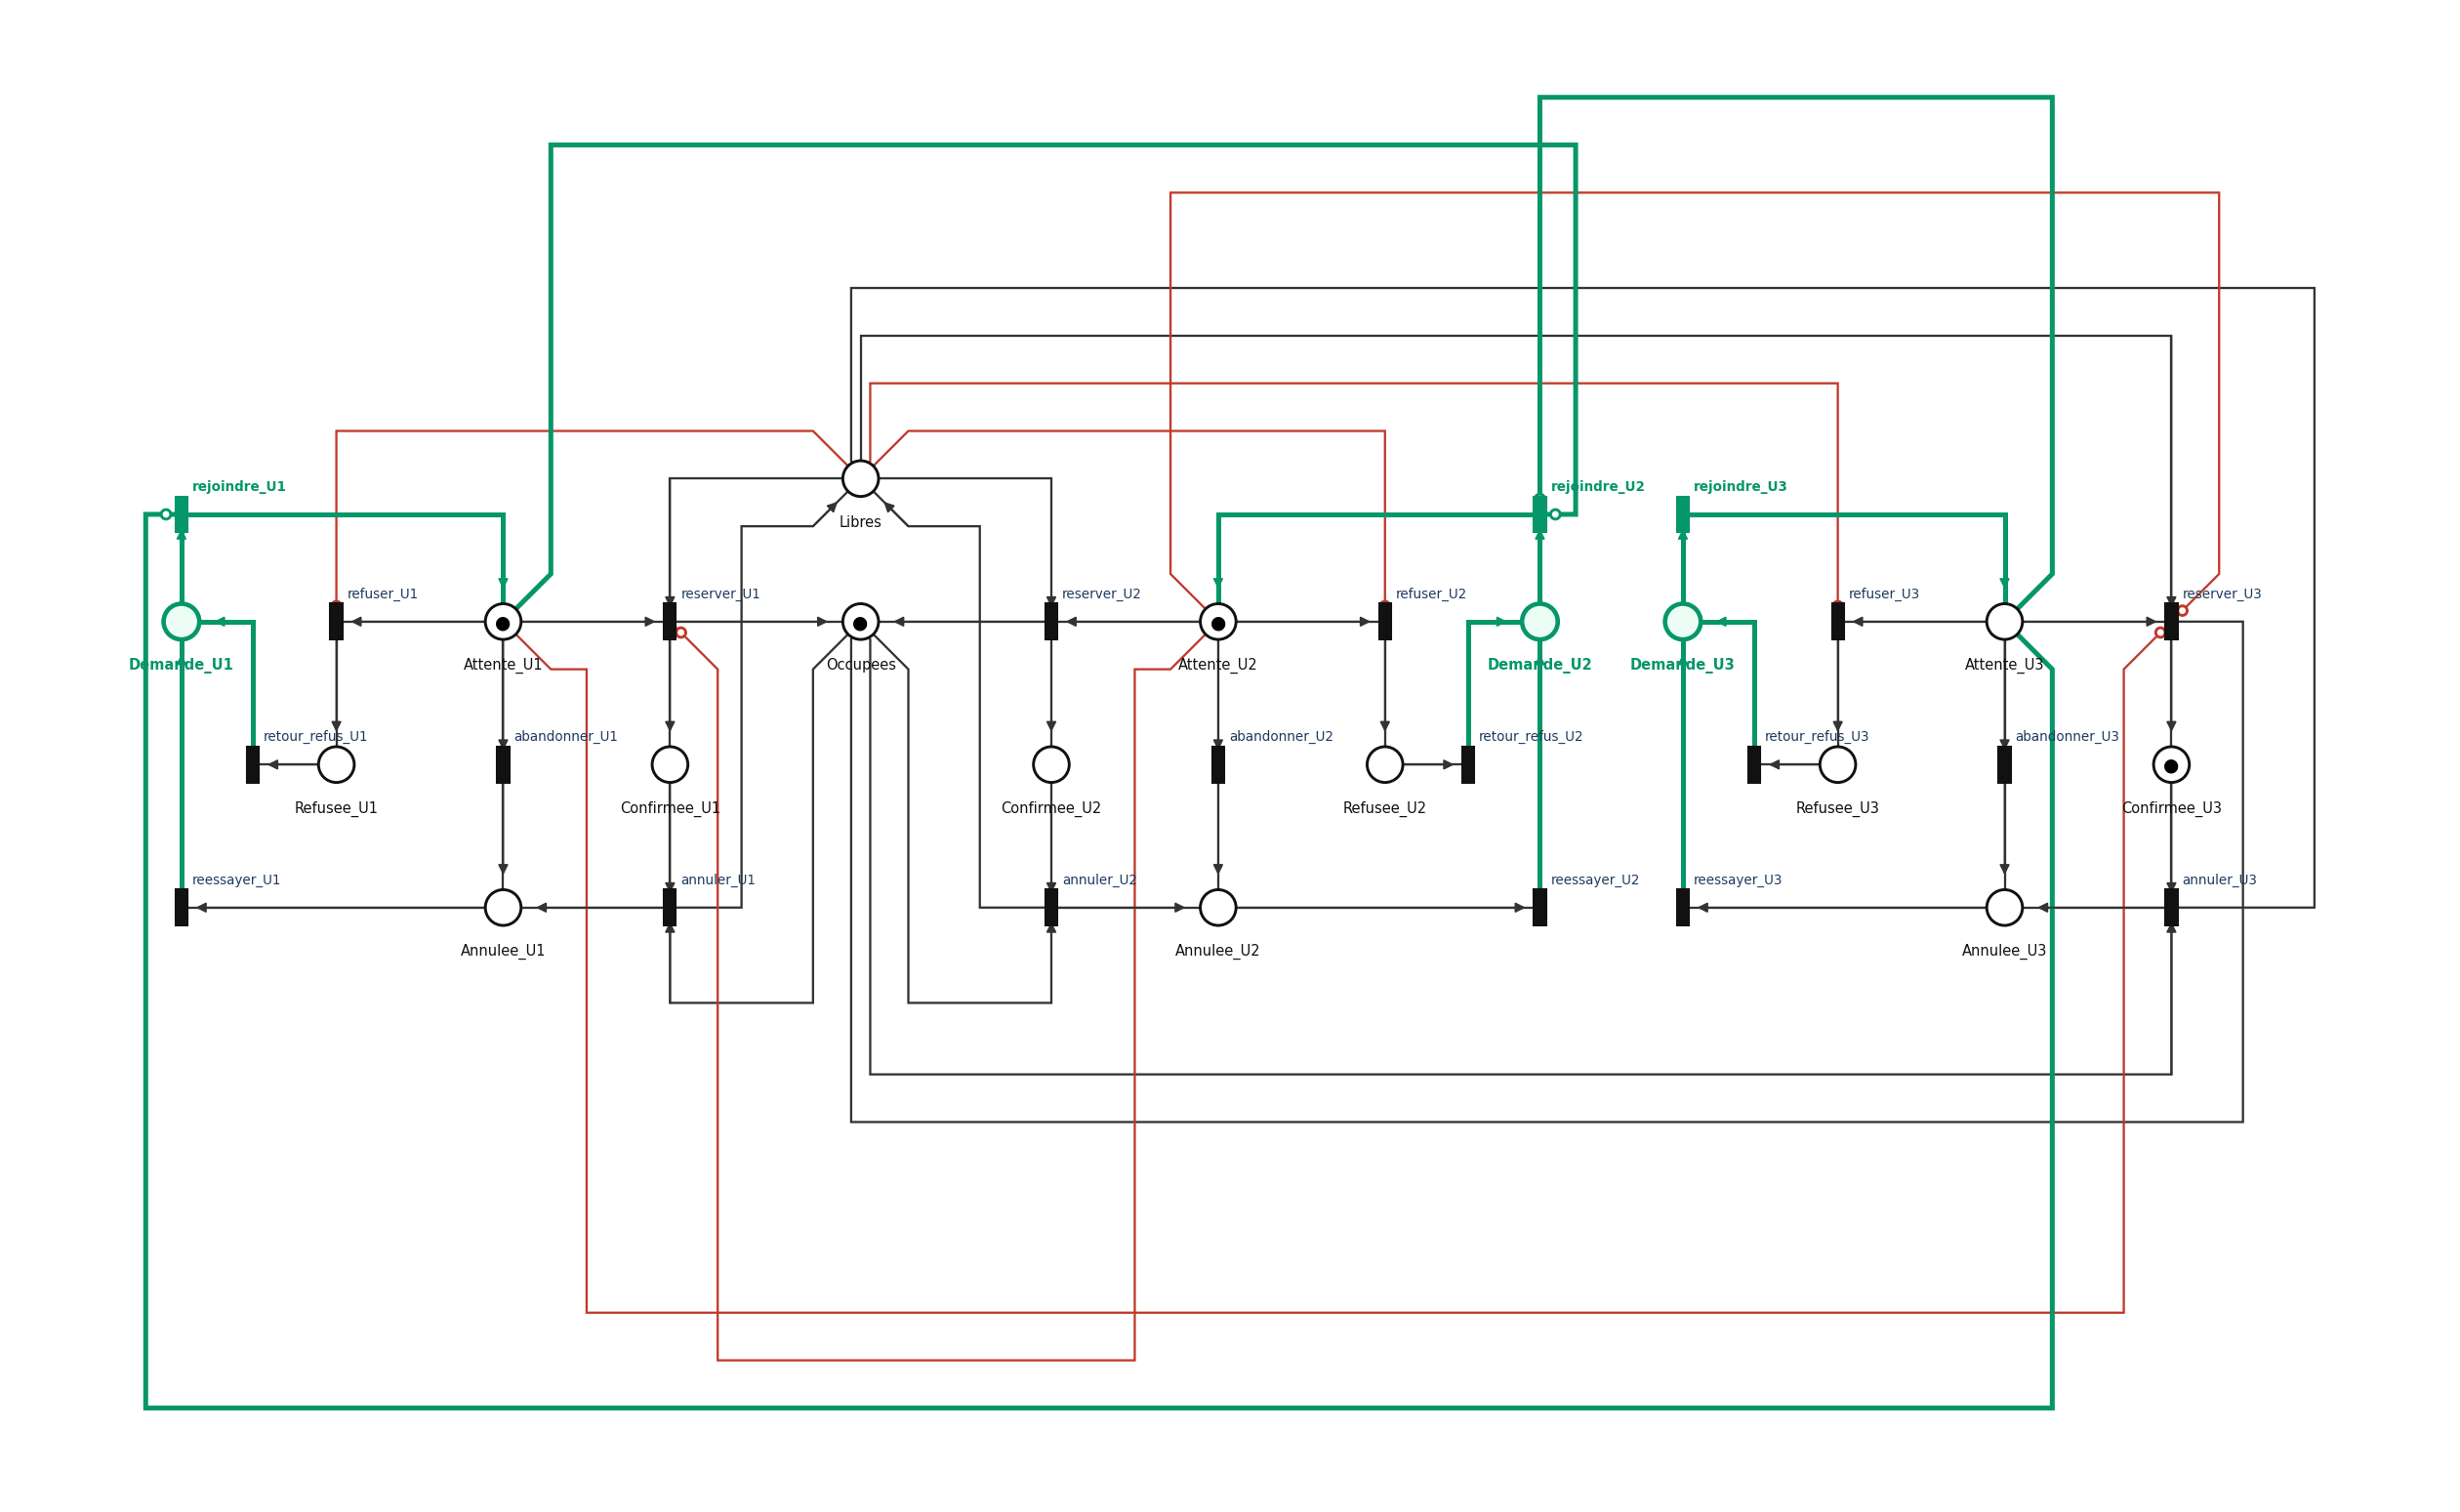 rejoindre_U1
rejoindre_U2
rejoindre_U3
Libres
refuser_U1
reserver_U1
reserver_U2
refuser_U2
refuser_U3
reserver_U3
Demande_U1
Attente_U1
Occupees
Attente_U2
Demande_U2
Demande_U3
Attente_U3
retour_refus_U1
abandonner_U1
abandonner_U2
retour_refus_U2
retour_refus_U3
abandonner_U3
Refusee_U1
Confirmee_U1
Confirmee_U2
Refusee_U2
Refusee_U3
Confirmee_U3
reessayer_U1
annuler_U1
annuler_U2
reessayer_U2
reessayer_U3
annuler_U3
Annulee_U1
Annulee_U2
Annulee_U3